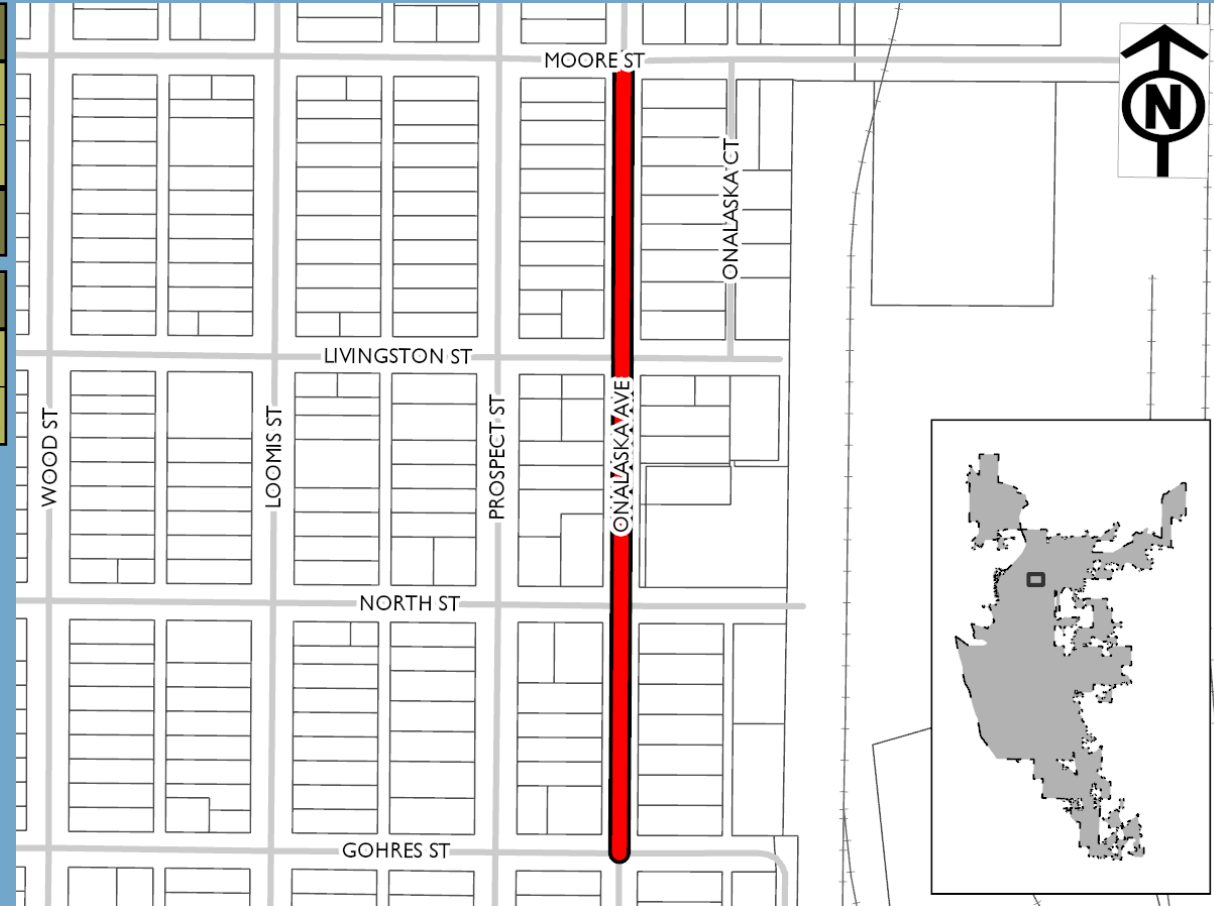 MOORE ST
N
ONALASKA CT
LIVINGSTON ST
WOOD ST
LOOMIS ST
PROSPECT ST
ONALASKA AVE
NORTH ST
GOHRES ST